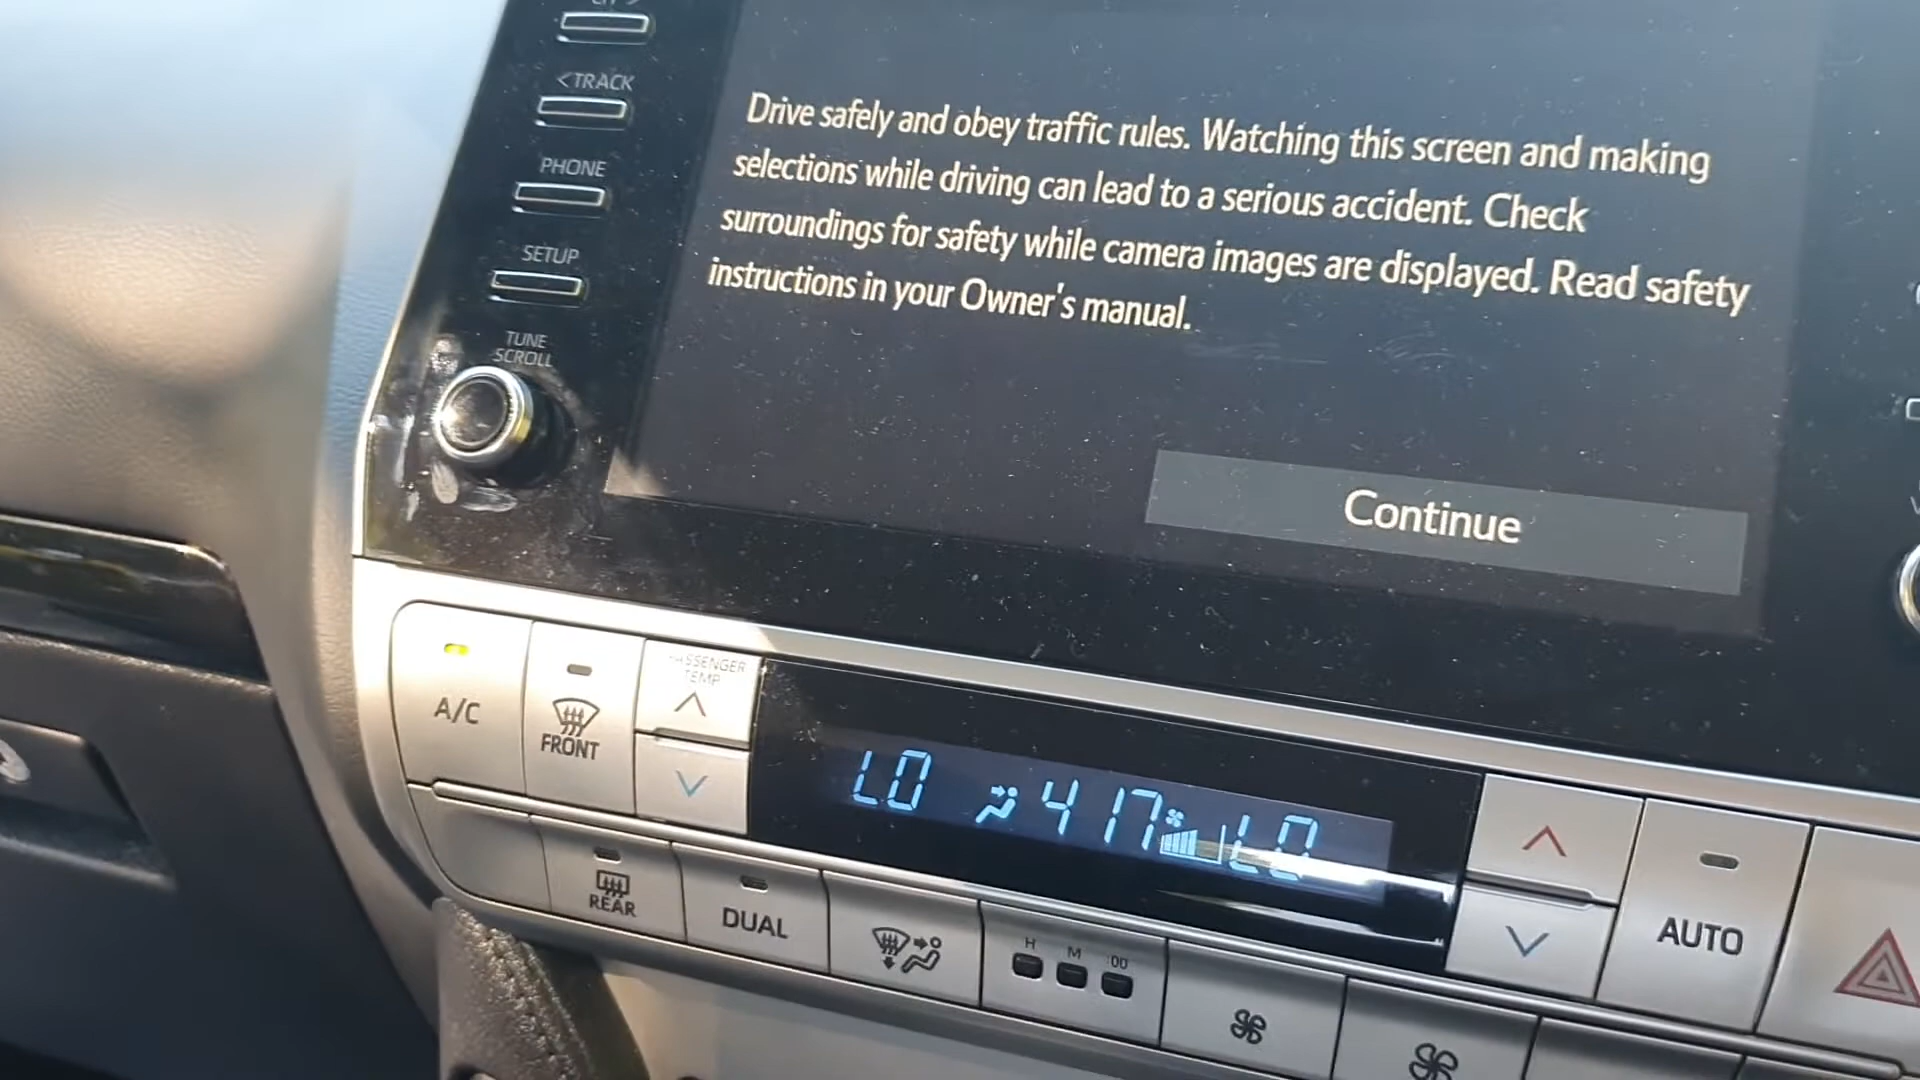 <TRACK
PHONE
SETUP
TUNE
SCROLL
Drive safely and obey traffic rules. Watching this screen and making
selections while driving can lead to a serious accident. Check
surroundings for safety while camera images are displayed. Read safety
instructions in your Owner's manual.
Continue
A/C
FRONT
PASSENGER
TEMP
LO 417 LO
AUTO
REAR
DUAL
H M :00